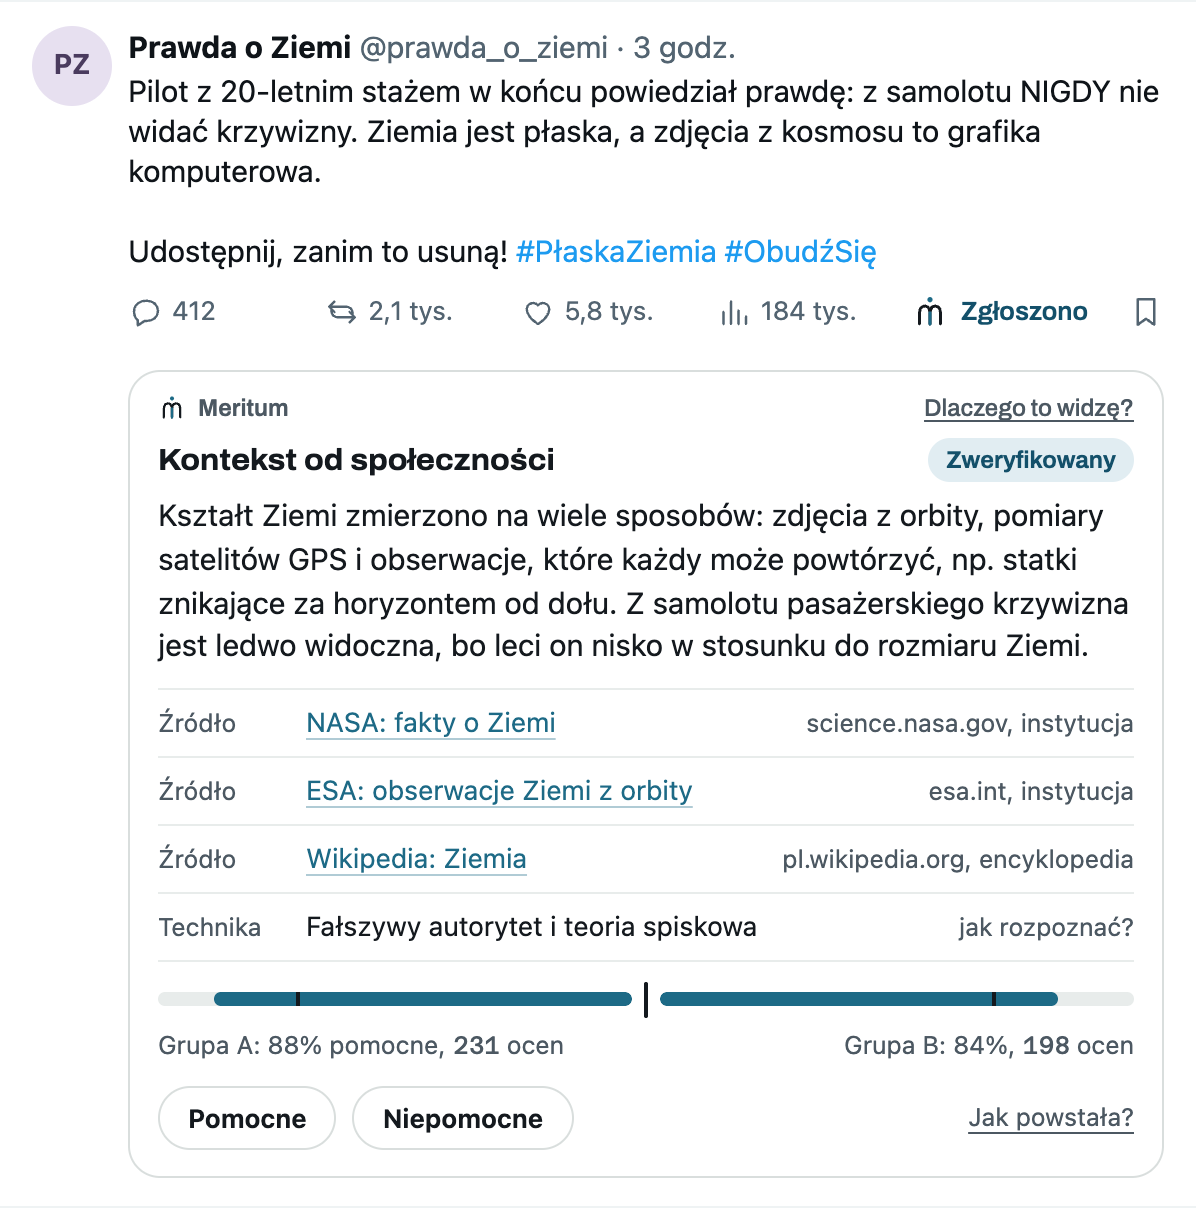 PZ
Prawda o Ziemi @prawda_o_ziemi · 3 godz.
Pilot z 20-letnim stażem w końcu powiedział prawdę: z samolotu NIGDY nie
widać krzywizny. Ziemia jest płaska, a zdjęcia z kosmosu to grafika
komputerowa.
Udostępnij, zanim to usuną! #PłaskaZiemia #ObudźSię
412 2,1 tys. 5,8 tys. 184 tys. Zgłoszono
Meritum Dlaczego to widzę?
Kontekst od społeczności Zweryfikowany
Kształt Ziemi zmierzono na wiele sposobów: zdjęcia z orbity, pomiary
satelitów GPS i obserwacje, które każdy może powtórzyć, np. statki
znikające za horyzontem od dołu. Z samolotu pasażerskiego krzywizna
jest ledwo widoczna, bo leci on nisko w stosunku do rozmiaru Ziemi.
Źródło NASA: fakty o Ziemi science.nasa.gov, instytucja
Źródło ESA: obserwacje Ziemi z orbity esa.int, instytucja
Źródło Wikipedia: Ziemia pl.wikipedia.org, encyklopedia
Technika Fałszywy autorytet i teoria spiskowa jak rozpoznać?
Grupa A: 88% pomocne, 231 ocen Grupa B: 84%, 198 ocen
Pomocne Niepomocne Jak powstała?